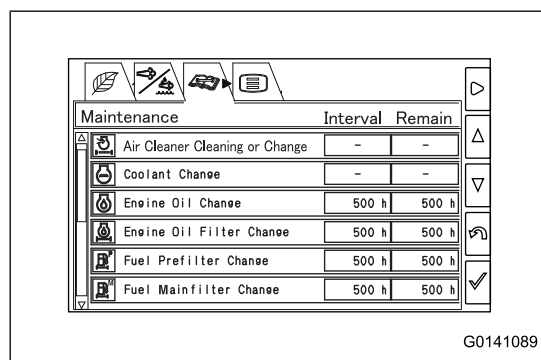 Maintenance Interval Remain
Air Cleaner Cleaning or Change - -
Coolant Change - -
Engine Oil Change 500 h 500 h
Engine Oil Filter Change 500 h 500 h
P Fuel Prefilter Change 500 h 500 h
M Fuel Mainfilter Change 500 h 500 h
G0141089